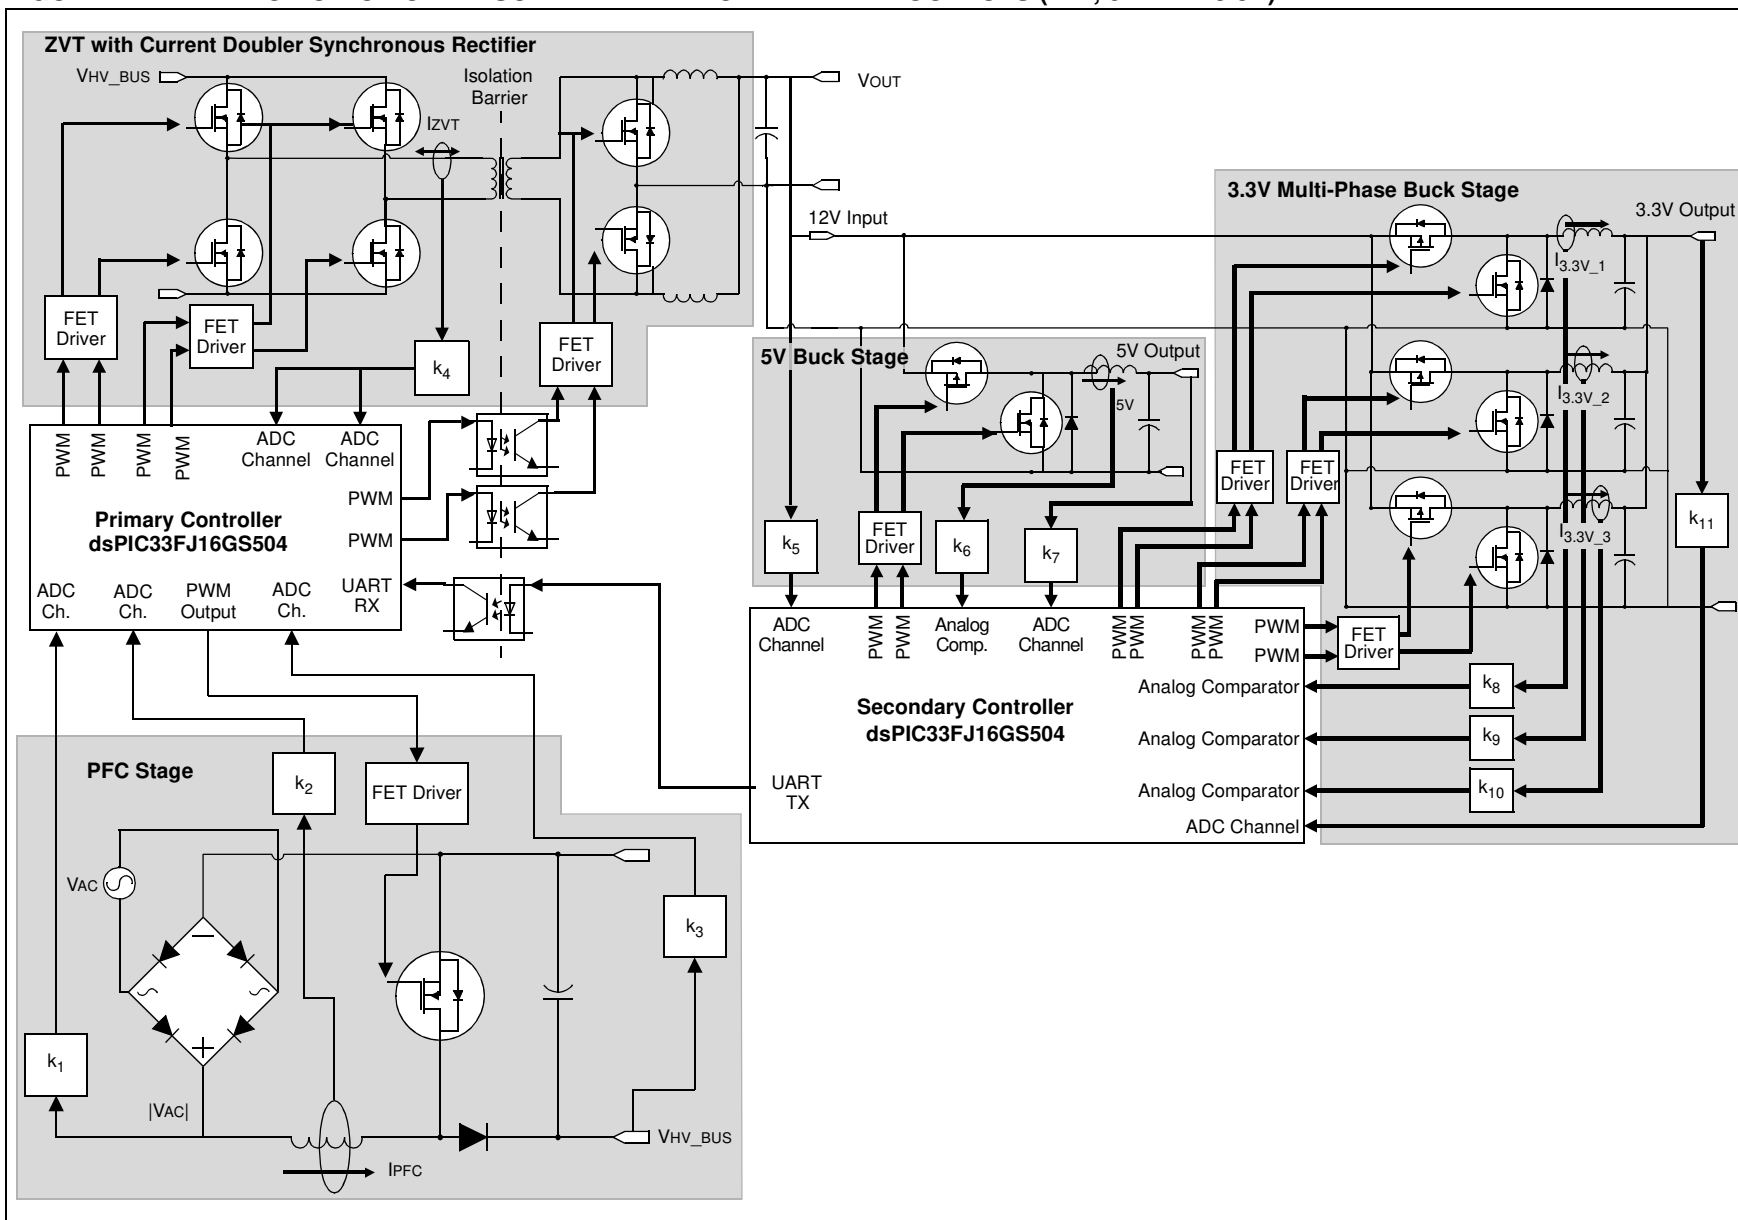 ZVT with Current Doubler Synchronous Rectifier
VHV_BUS
Isolation
Barrier
IZVT
VOUT
FET
Driver
FET
Driver
k4
FET
Driver
12V Input
3.3V Multi-Phase Buck Stage
3.3V Output
I3.3V_1
I3.3V_2
I3.3V_3
FET
Driver
FET
Driver
k11
5V Buck Stage
5V Output
5V
k5
FET
Driver
k6
k7
PWM
PWM
PWM
PWM
ADC
Channel
ADC
Channel
PWM
PWM
Primary Controller
dsPIC33FJ16GS504
ADC
Ch.
ADC
Ch.
PWM
Output
ADC
Ch.
UART
RX
ADC
Channel
PWM
PWM
Analog
Comp.
ADC
Channel
PWM
PWM
PWM
PWM
PWM
PWM
FET
Driver
Analog Comparator
k8
Secondary Controller
dsPIC33FJ16GS504
Analog Comparator
k9
UART
TX
Analog Comparator
k10
ADC Channel
PFC Stage
k2
FET Driver
VAC
k3
k1
|VAC|
VHV_BUS
IPFC